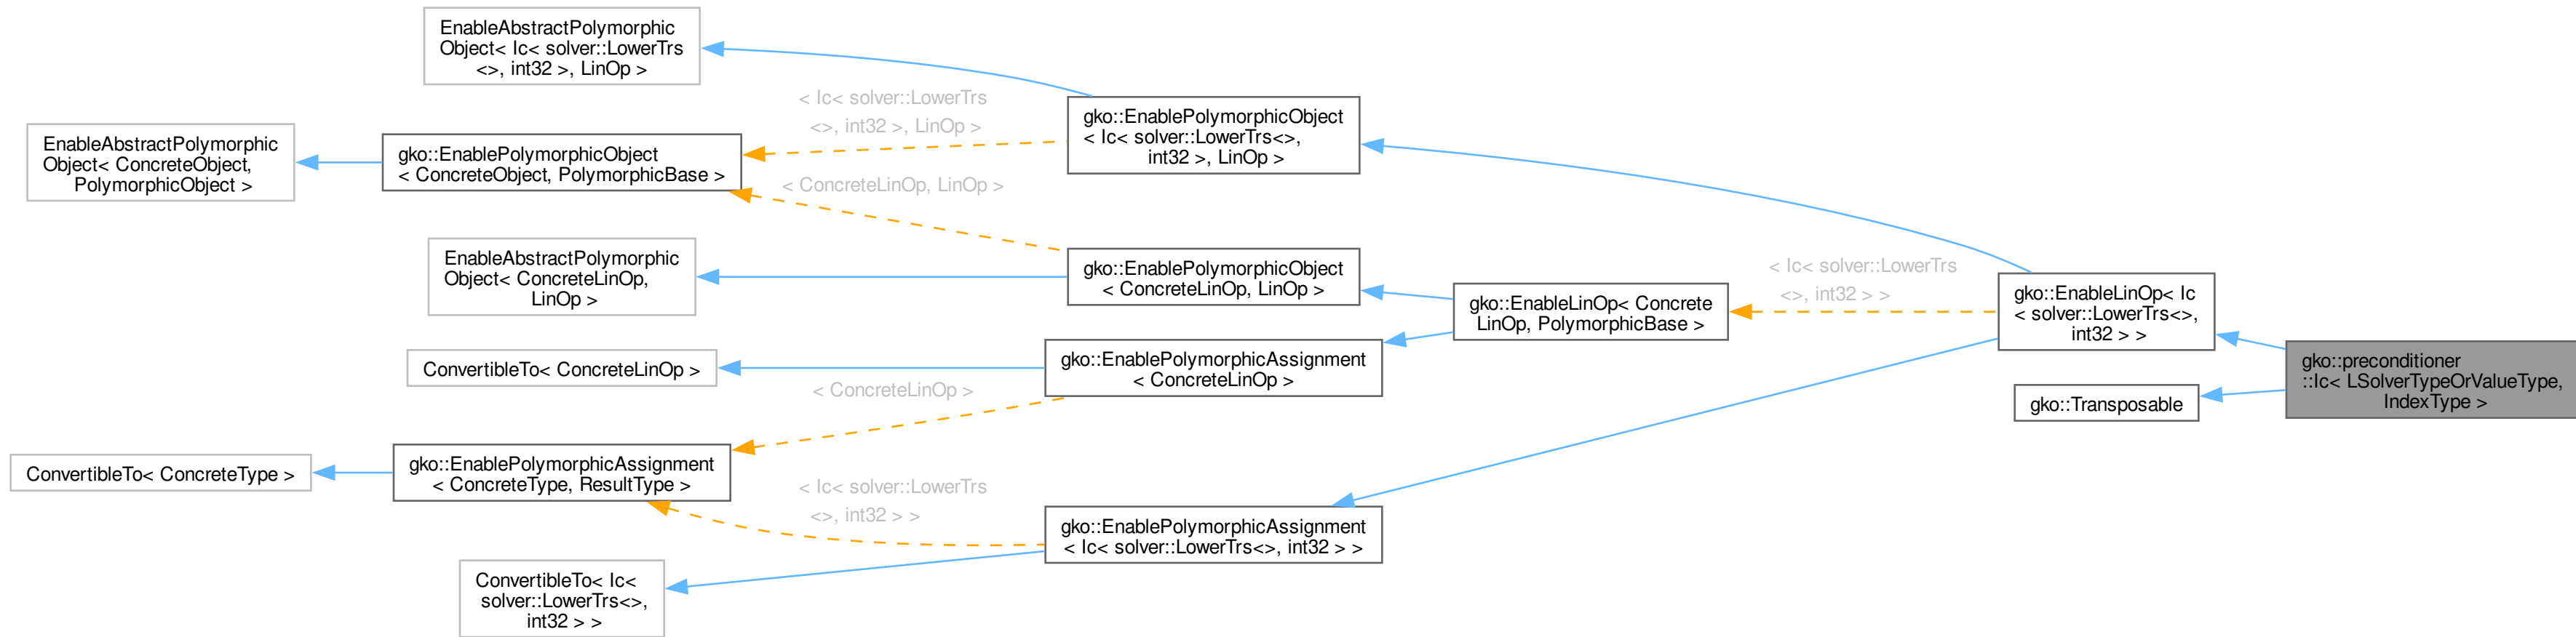 EnableAbstractPolymorphic
Object< Ic< solver::LowerTrs
<>, int32 >, LinOp >
< Ic< solver::LowerTrs
<>, int32 >, LinOp >
gko::EnablePolymorphicObject
< Ic< solver::LowerTrs<>,
int32 >, LinOp >
EnableAbstractPolymorphic
Object< ConcreteObject,
PolymorphicObject >
gko::EnablePolymorphicObject
< ConcreteObject, PolymorphicBase >
< ConcreteLinOp, LinOp >
EnableAbstractPolymorphic
Object< ConcreteLinOp,
LinOp >
gko::EnablePolymorphicObject
< ConcreteLinOp, LinOp >
gko::EnableLinOp< Concrete
LinOp, PolymorphicBase >
< Ic< solver::LowerTrs
<>, int32 > >
gko::EnableLinOp< Ic
< solver::LowerTrs<>,
int32 > >
gko::preconditioner
::Ic< LSolverTypeOrValueType,
IndexType >
ConvertibleTo< ConcreteLinOp >
gko::EnablePolymorphicAssignment
< ConcreteLinOp >
< ConcreteLinOp >
gko::Transposable
ConvertibleTo< ConcreteType >
gko::EnablePolymorphicAssignment
< ConcreteType, ResultType >
< Ic< solver::LowerTrs
<>, int32 > >
gko::EnablePolymorphicAssignment
< Ic< solver::LowerTrs<>, int32 > >
ConvertibleTo< Ic<
solver::LowerTrs<>,
int32 > >